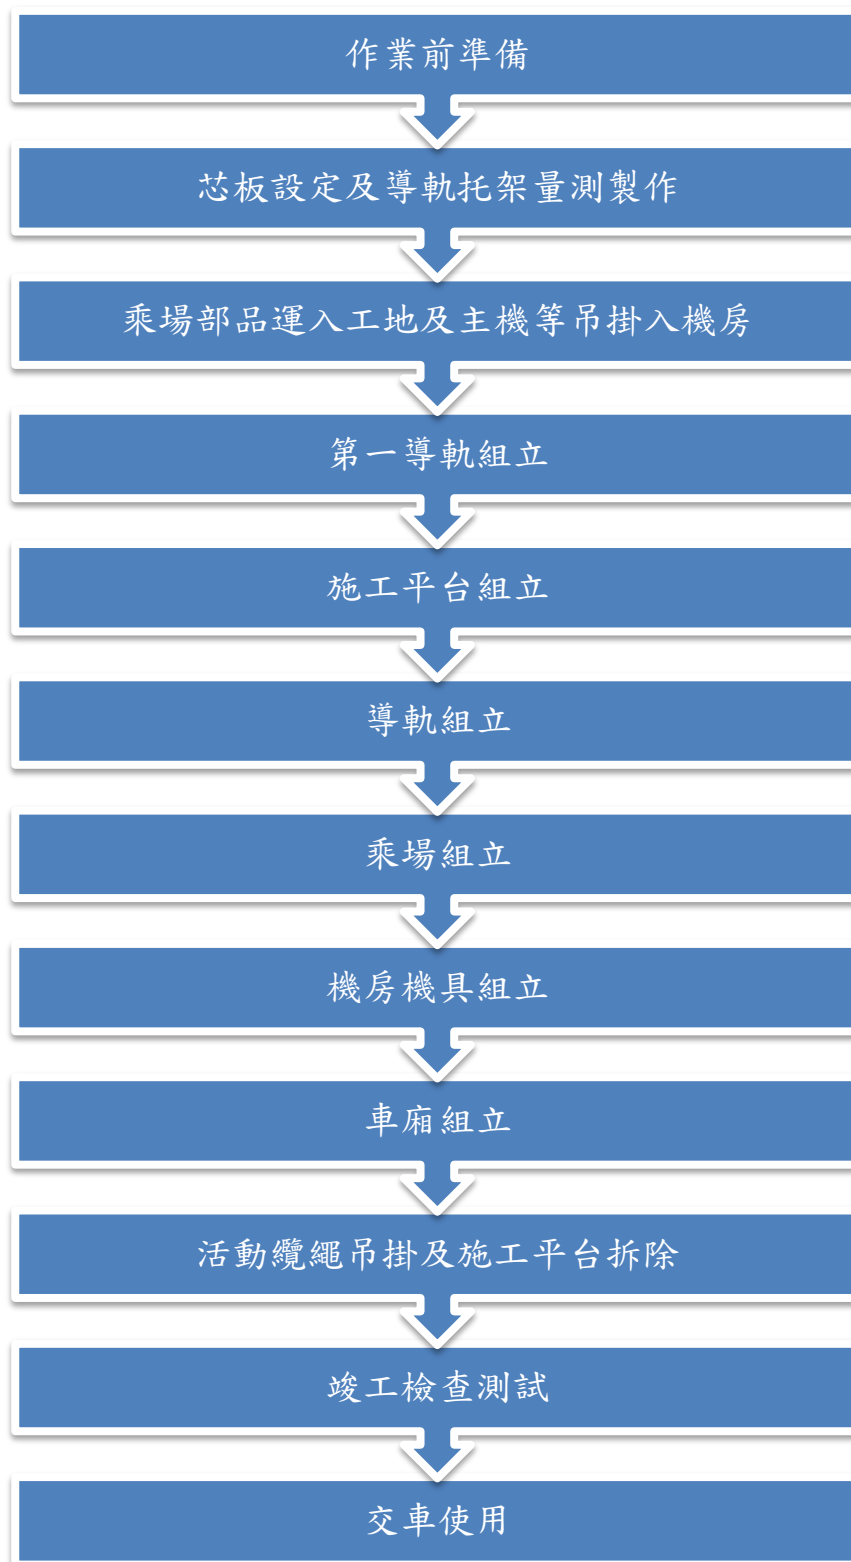 作業前準備
芯板設定及導軌托架量測製作
乘場部品運入工地及主機等吊掛入機房
第一導軌組立
施工平台組立
導軌組立
乘場組立
機房機具組立
車廂組立
活動纜繩吊掛及施工平台拆除
竣工檢查測試
交車使用